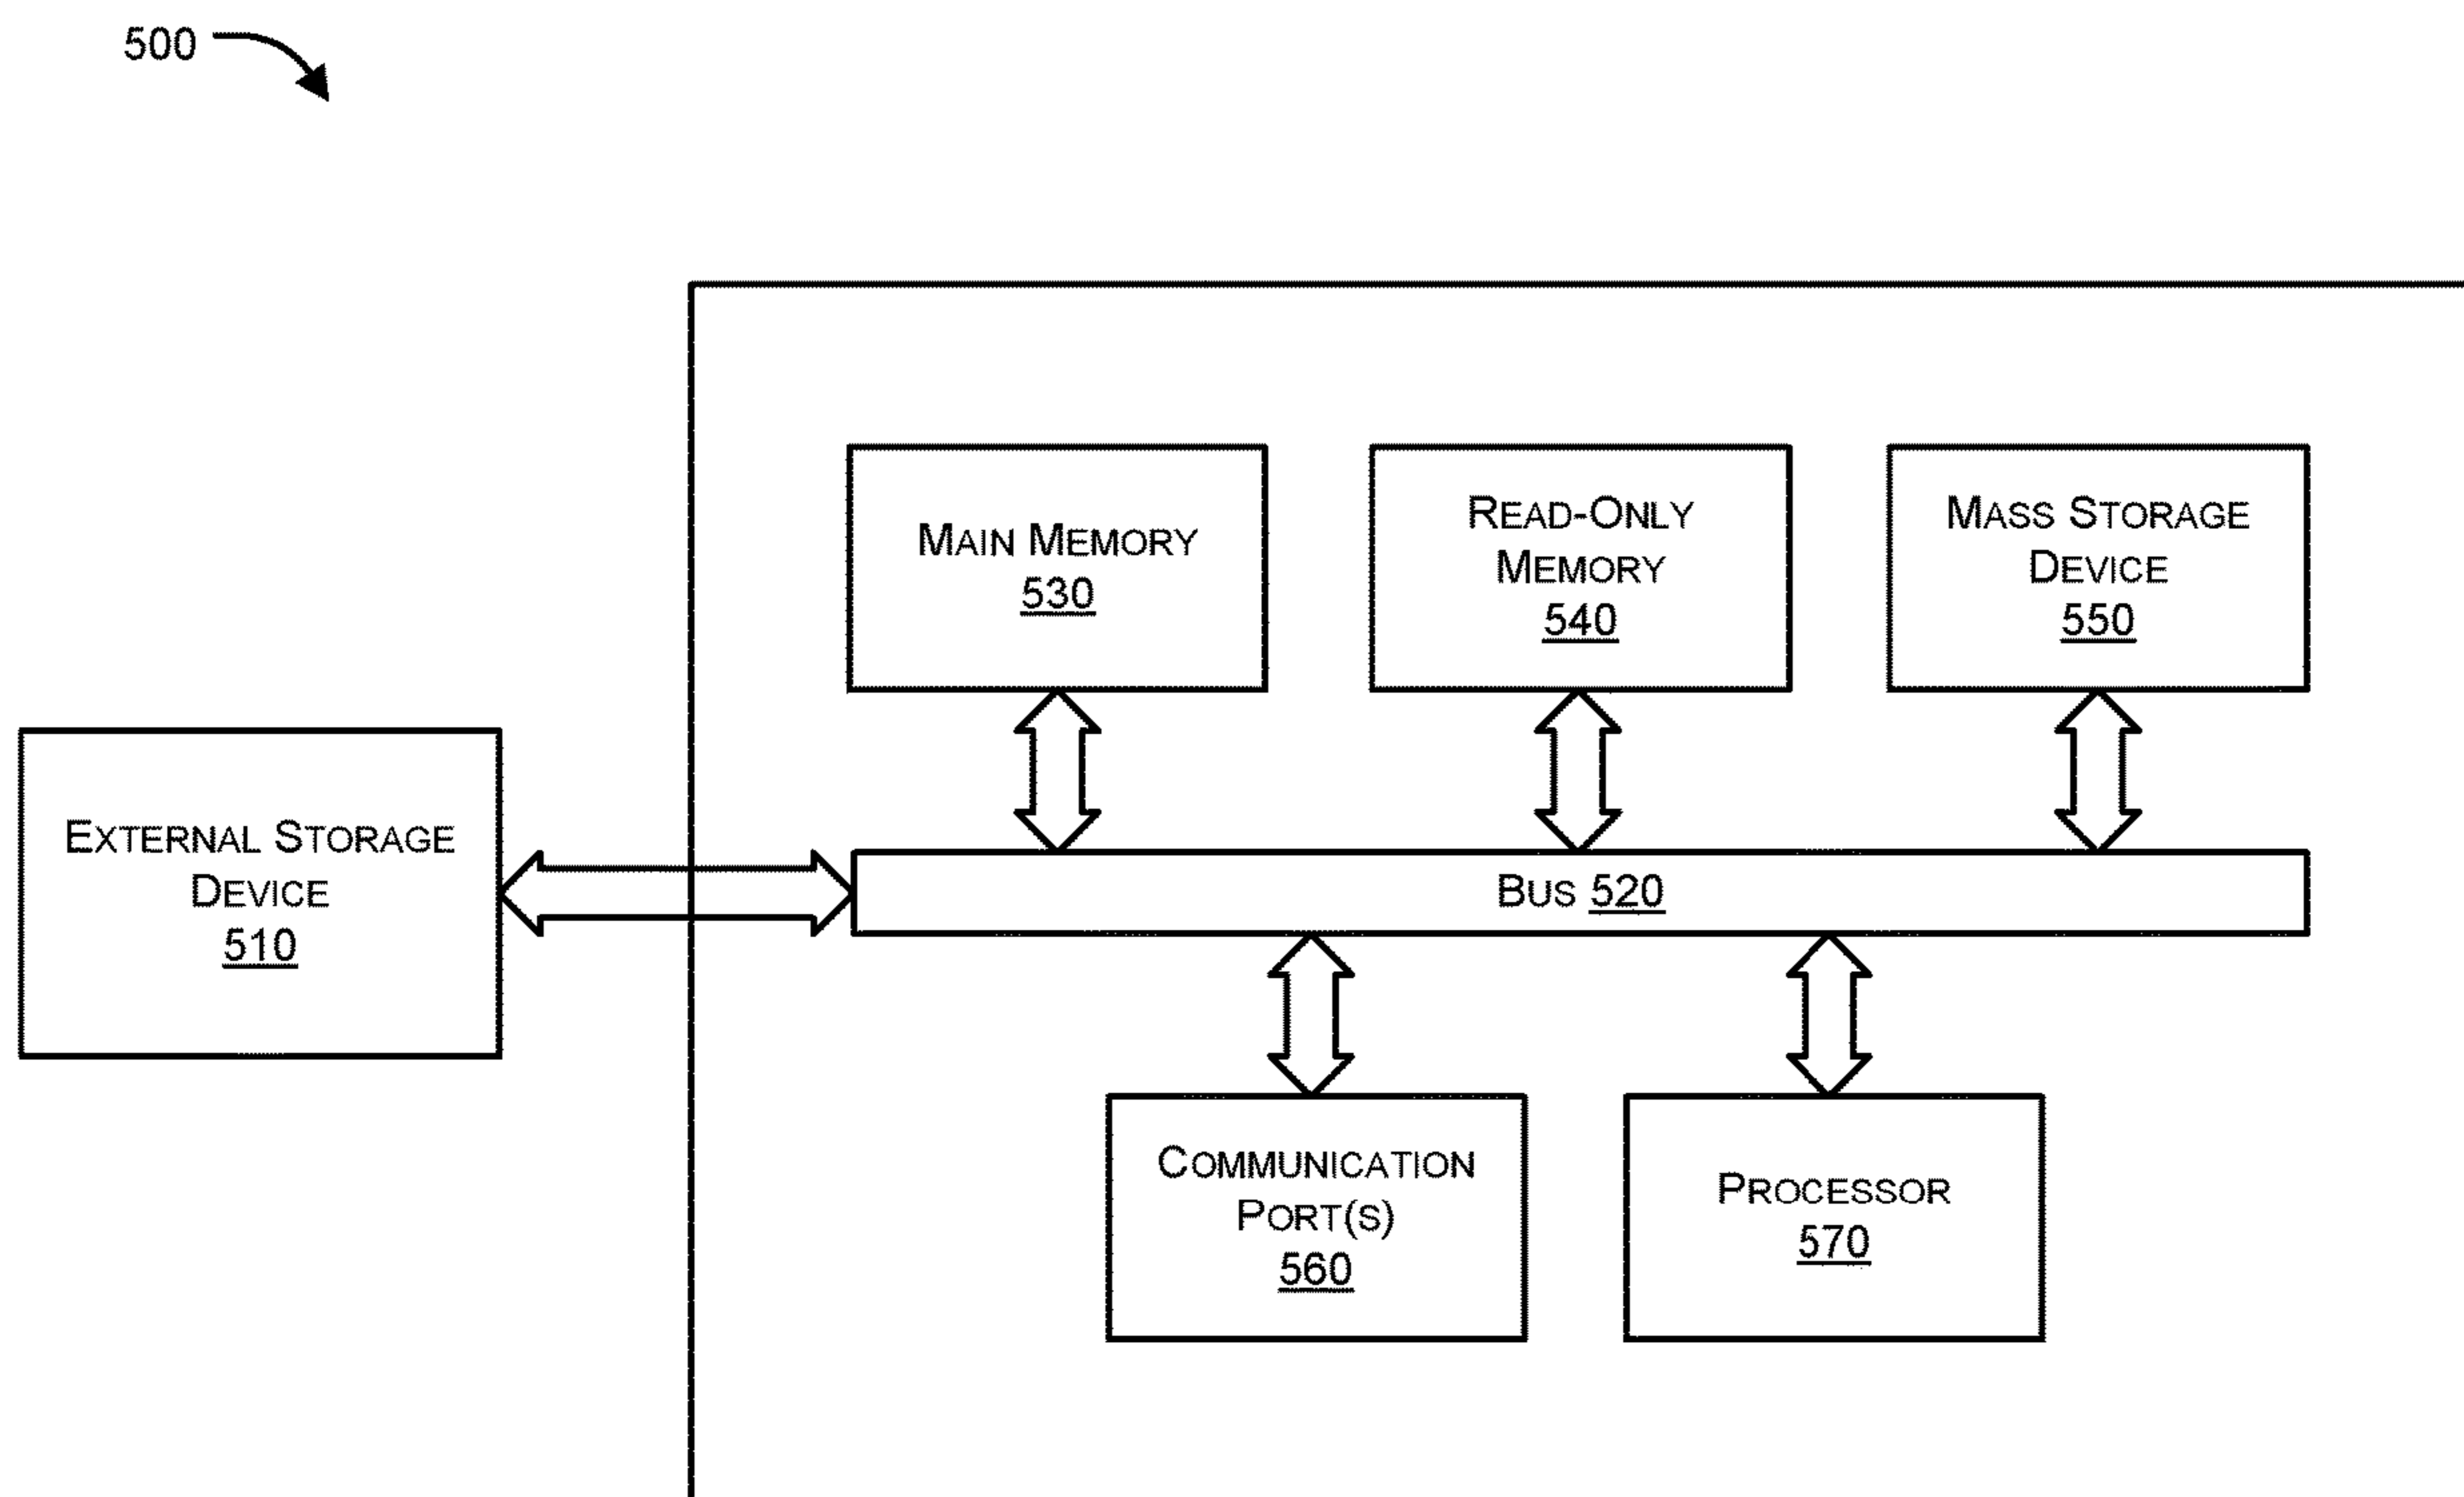 500
MAIN MEMORY
530
READ-ONLY
MEMORY
540
MASS STORAGE
DEVICE
550
EXTERNAL STORAGE
DEVICE
510
BUS 520
COMMUNICATION
PORT(S)
560
PROCESSOR
570